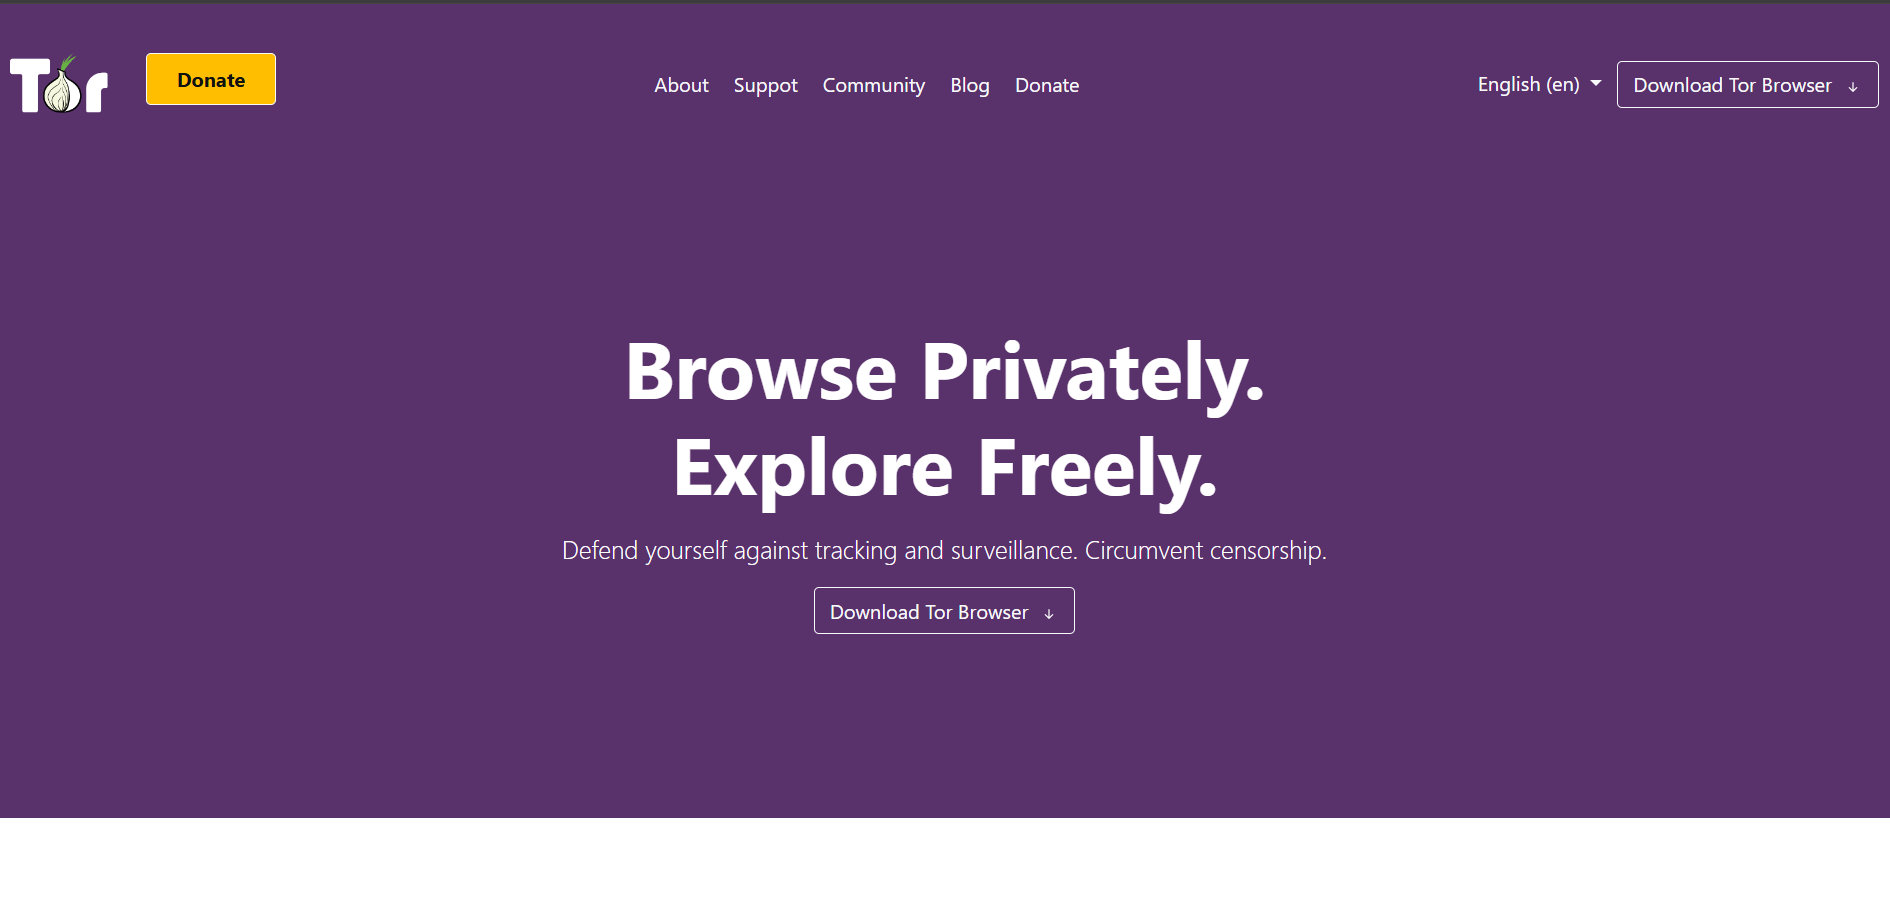 Tor
Donate
About Suppot Community Blog Donate
English (en)
Download Tor Browser ↓
Browse Privately.
Explore Freely.
Defend yourself against tracking and surveillance. Circumvent censorship.
Download Tor Browser ↓